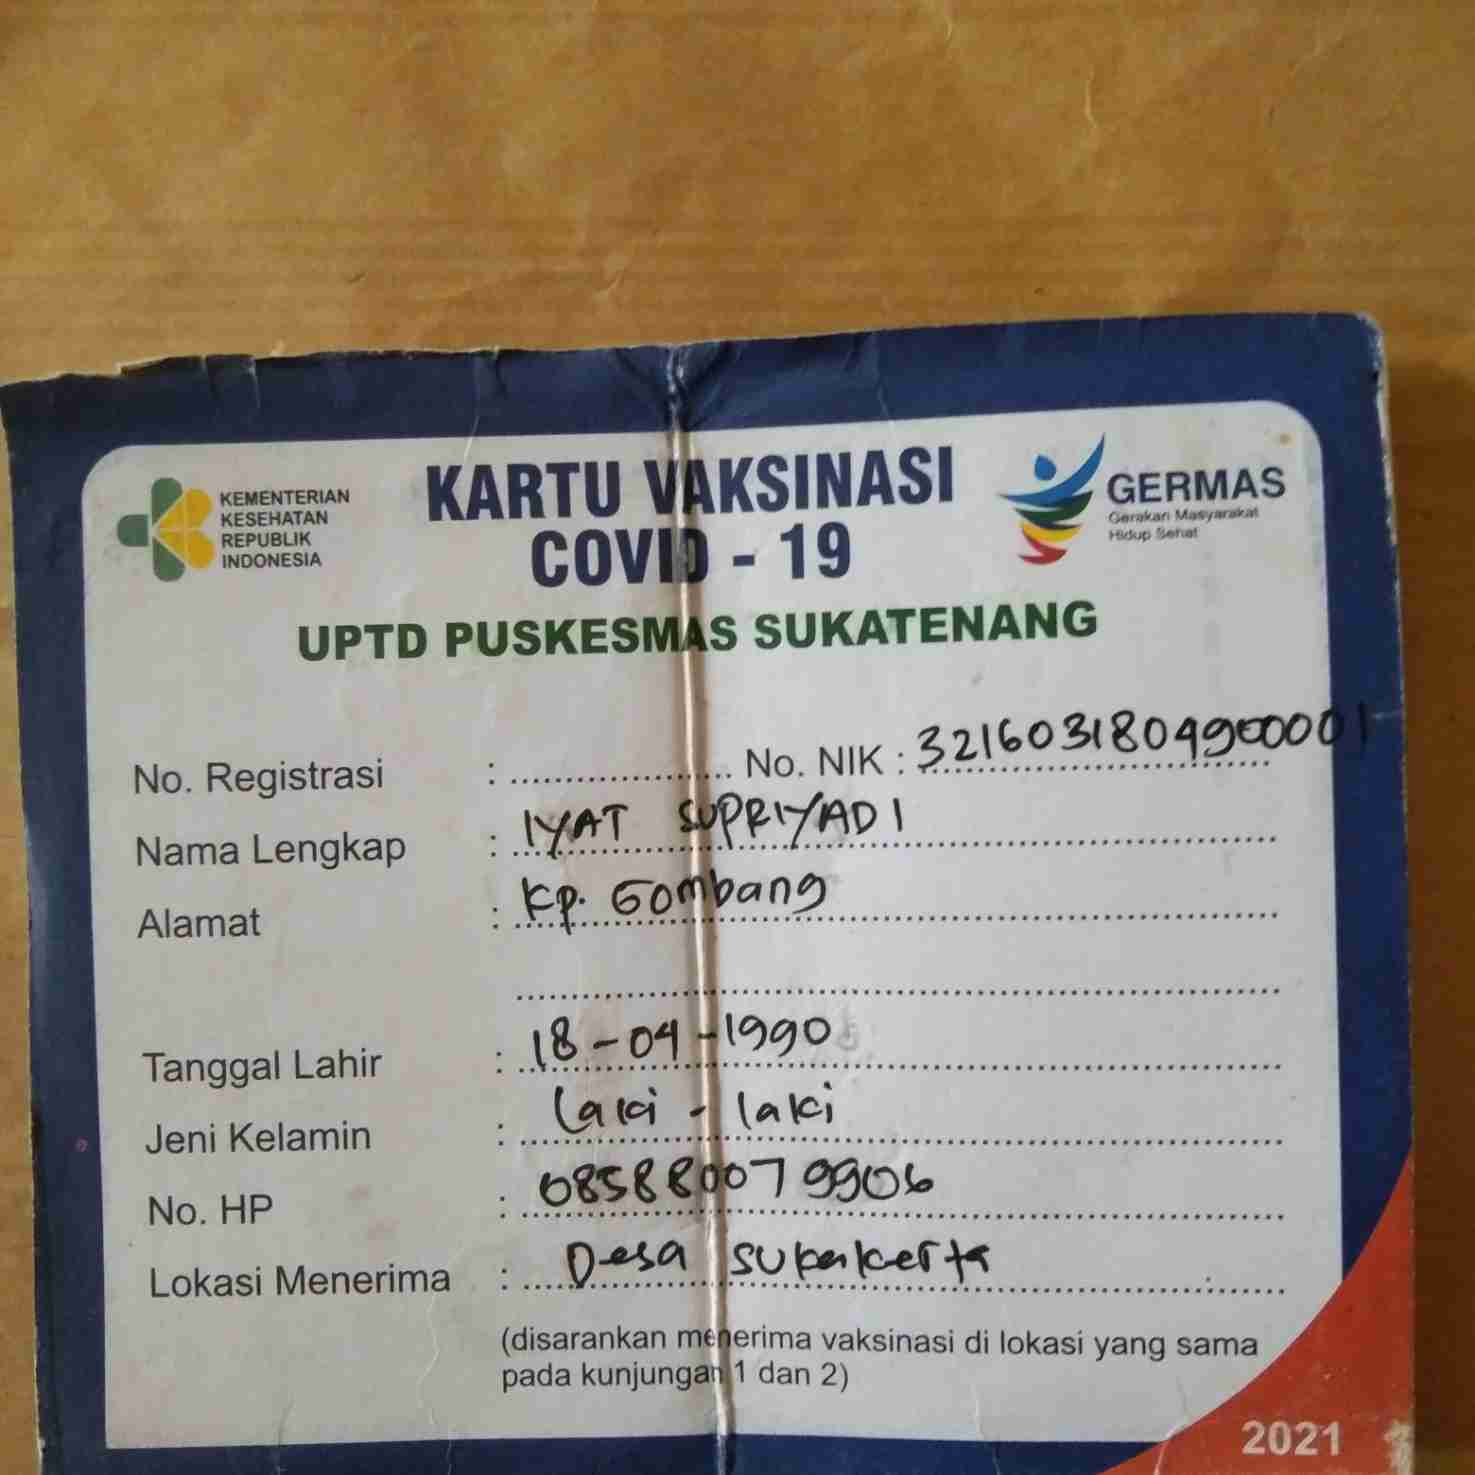 KEMENTERIAN
KESEHATAN
REPUBLIK
INDONESIA
KARTU VAKSINASI
COVID - 19
GERMAS
Gerakan Masyarakat
Hidup Sehat
UPTD PUSKESMAS SUKATENANG
No. Registrasi : No. NIK : 3216031804900001
Nama Lengkap : IYAT SUPRIYADI
Alamat : Kp. Gombang
Tanggal Lahir : 18-04-1990
Jeni Kelamin : Laki - laki
No. HP : 085880079906
Lokasi Menerima : Desa Sukakerta
(disarankan menerima vaksinasi di lokasi yang sama
pada kunjungan 1 dan 2)
2021